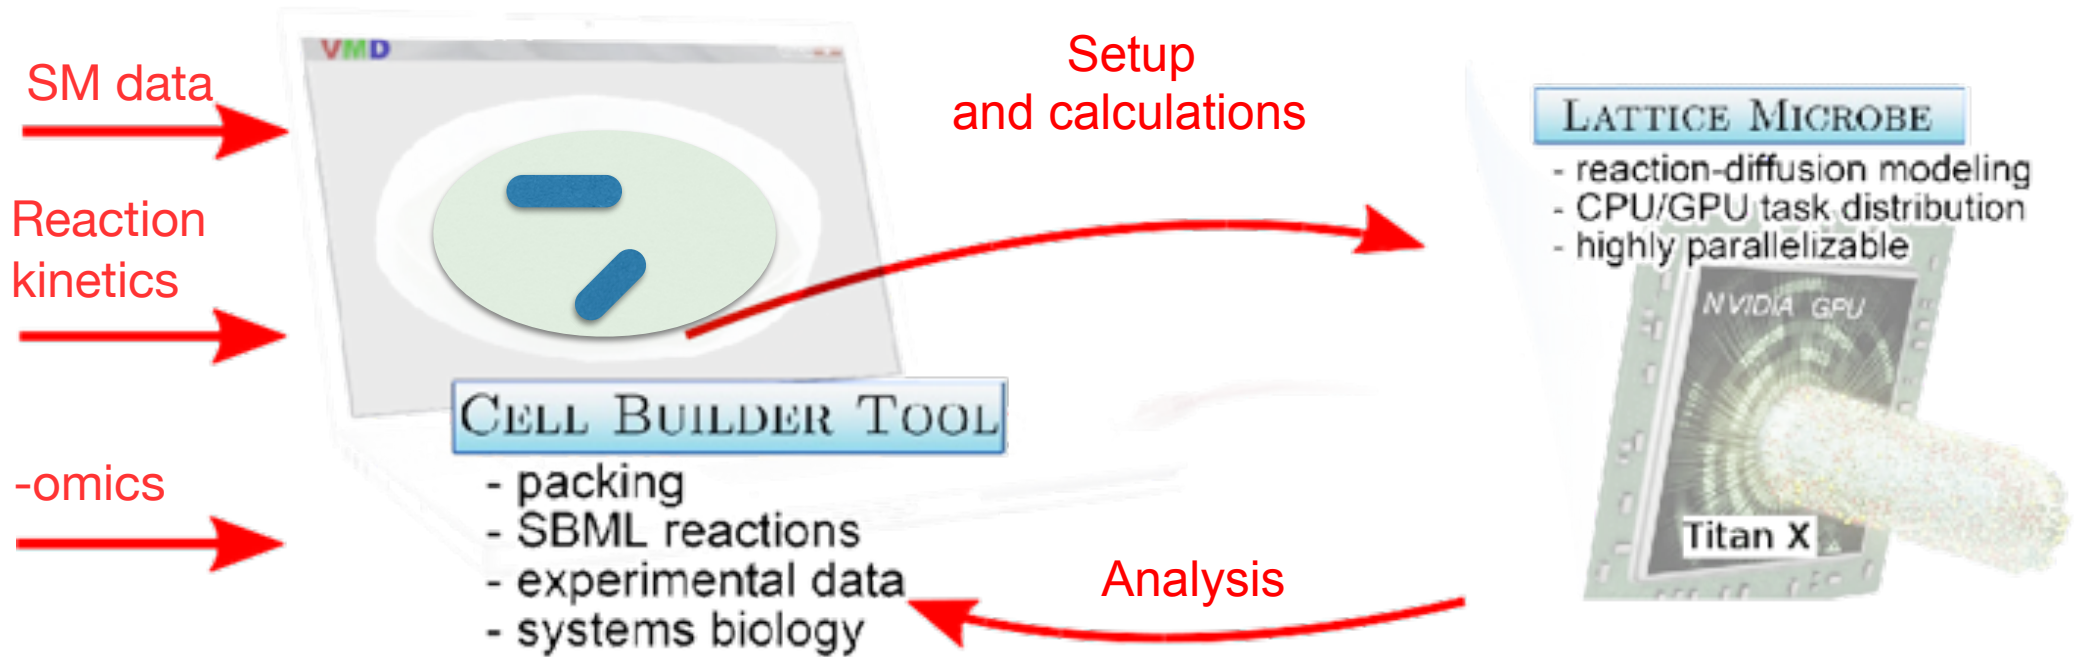 VMD
SM data
Reaction
kinetics
-omics
CELL BUILDER TOOL
- packing
- SBML reactions
- experimental data
- systems biology
Setup
and calculations
Analysis
LATTICE MICROBE
- reaction-diffusion modeling
- CPU/GPU task distribution
- highly parallelizable
NVIDIA GPU
Titan X